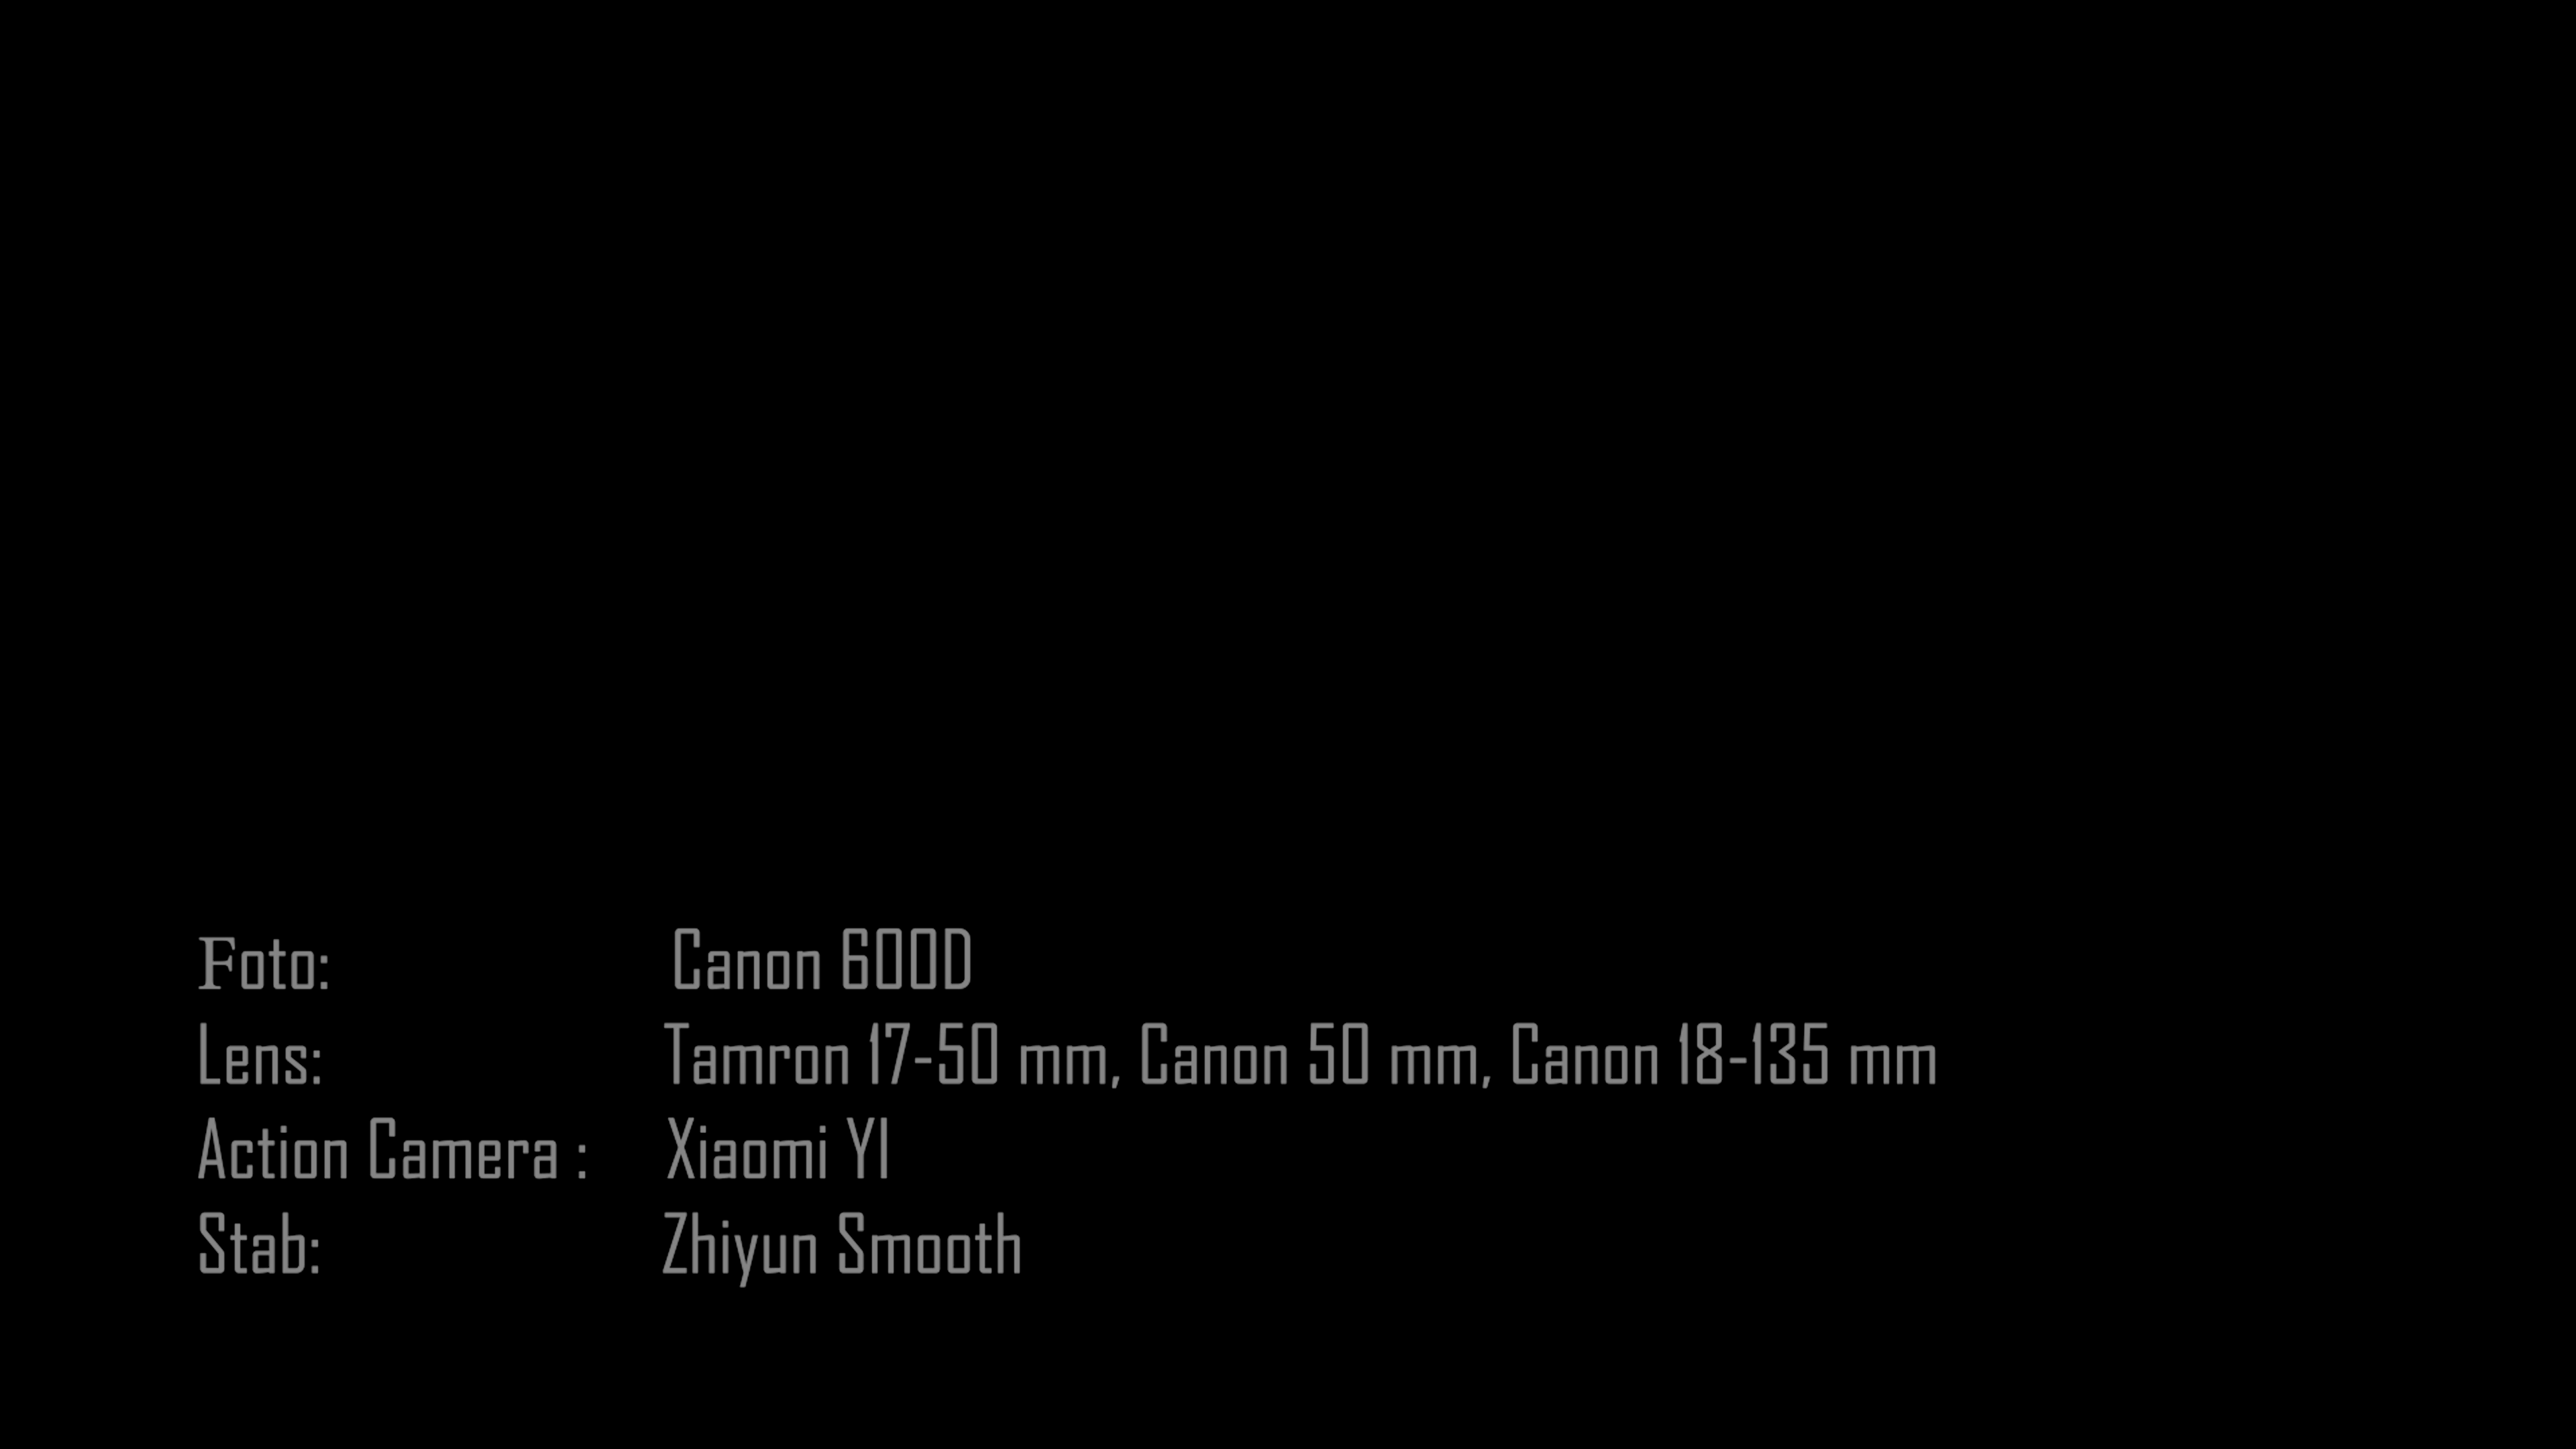 Foto: Canon 600D
Lens: Tamron 17-50 mm, Canon 50 mm, Canon 18-135 mm
Action Camera : Xiaomi YI
Stab: Zhiyun Smooth